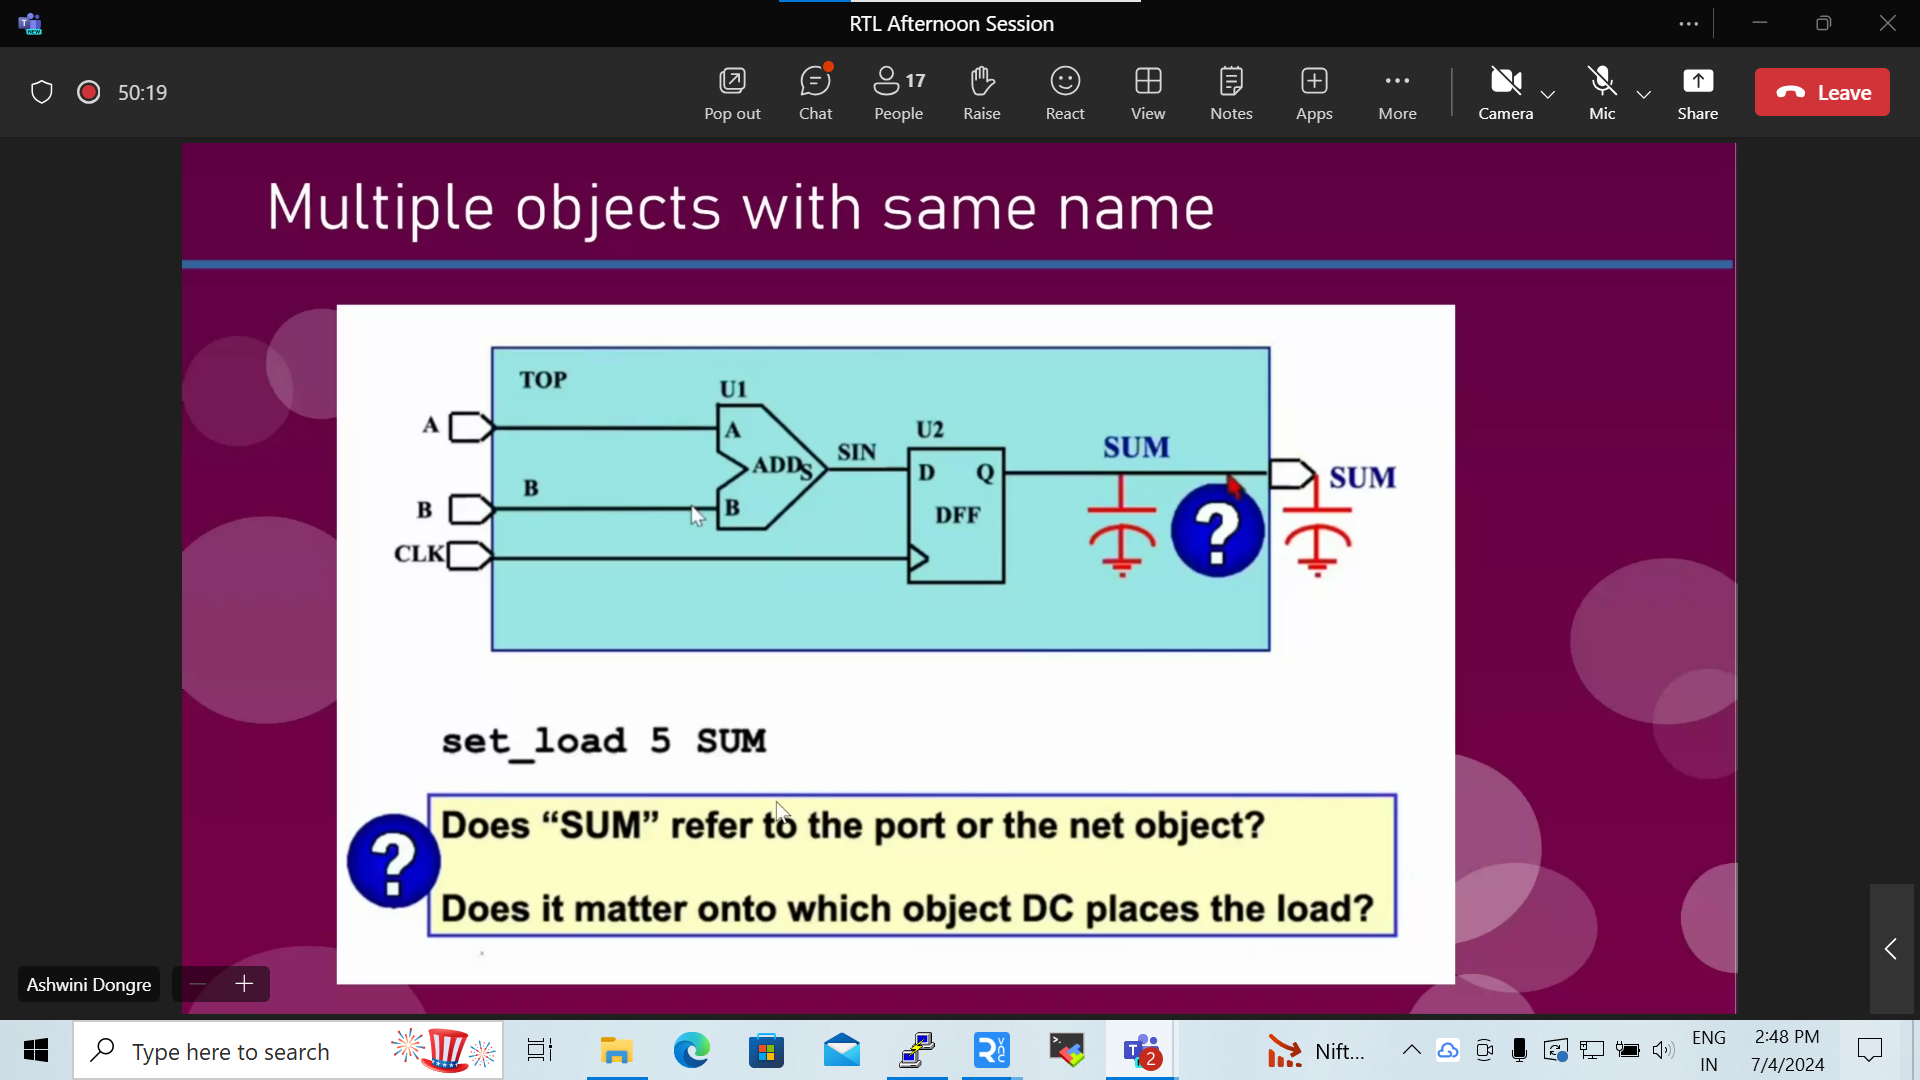 RTL Afternoon Session
50:19
Pop out
Chat
People
17
Raise
React
View
Notes
Apps
More
Camera
Mic
Share
Leave
Multiple objects with same name
TOP
U1
A
A
ADD
S
SIN
U2
D
Q
DFF
SUM
SUM
B
B
B
CLK
set_load 5 SUM
Does “SUM” refer to the port or the net object?
Does it matter onto which object DC places the load?
Ashwini Dongre
Type here to search
2
Nift...
ENG
IN
2:48 PM
7/4/2024